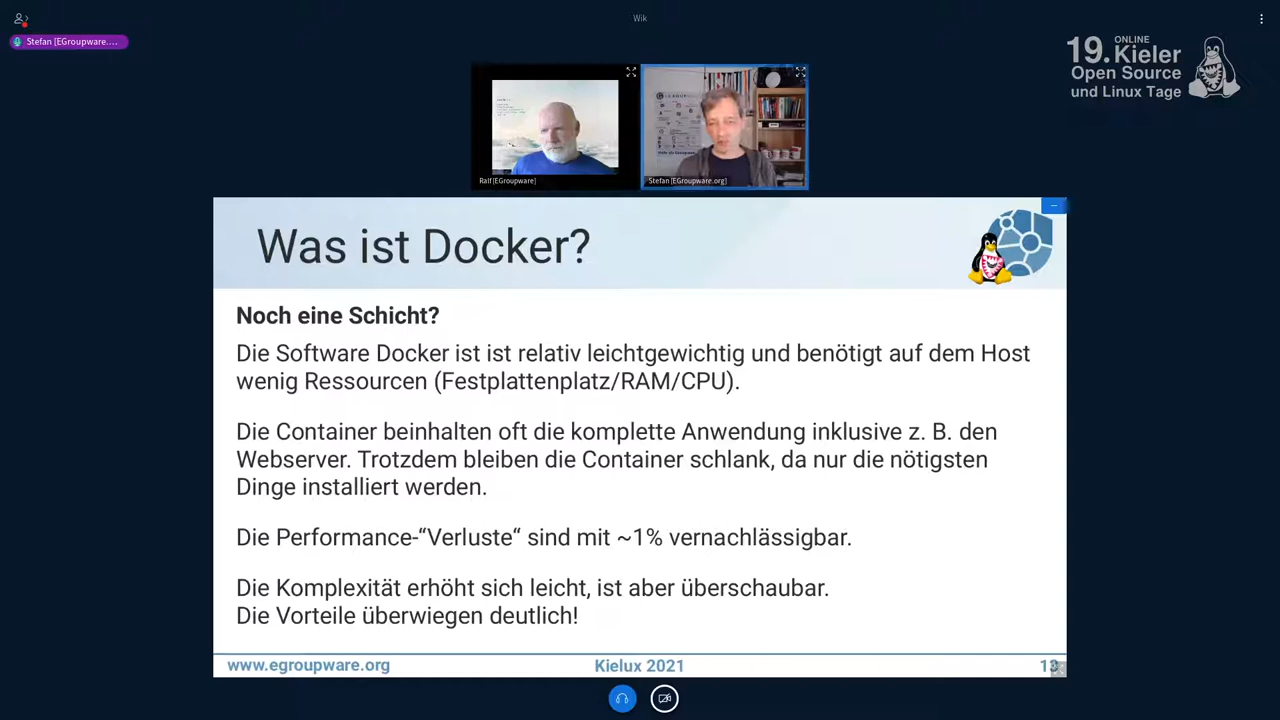 Wik
Stefan [EGroupware....
19. ONLINE Kieler
Open Source
und Linux Tage
Ralf [EGroupware]
Stefan [EGroupware.org]
Was ist Docker?
Noch eine Schicht?
Die Software Docker ist ist relativ leichtgewichtig und benötigt auf dem Host
wenig Ressourcen (Festplattenplatz/RAM/CPU).
Die Container beinhalten oft die komplette Anwendung inklusive z. B. den
Webserver. Trotzdem bleiben die Container schlank, da nur die nötigsten
Dinge installiert werden.
Die Performance-“Verluste“ sind mit ~1% vernachlässigbar.
Die Komplexität erhöht sich leicht, ist aber überschaubar.
Die Vorteile überwiegen deutlich!
www.egroupware.org
Kielux 2021